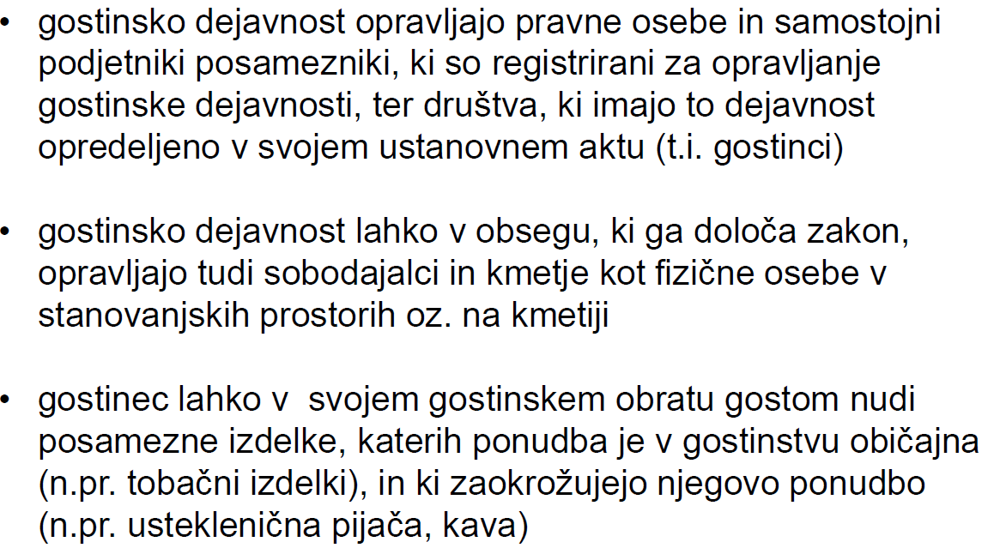 • gostinsko dejavnost opravljajo pravne osebe in samostojni
podjetniki posamezniki, ki so registrirani za opravljanje
gostinske dejavnosti, ter društva, ki imajo to dejavnost
opredeljeno v svojem ustanovnem aktu (t.i. gostinci)
• gostinsko dejavnost lahko v obsegu, ki ga določa zakon,
opravljajo tudi sobodajalci in kmetje kot fizične osebe v
stanovanjskih prostorih oz. na kmetiji
• gostinec lahko v  svojem gostinskem obratu gostom nudi
posamezne izdelke, katerih ponudba je v gostinstvu običajna
(n.pr. tobačni izdelki), in ki zaokrožujejo njegovo ponudbo
(n.pr. usteklenična pijača, kava)